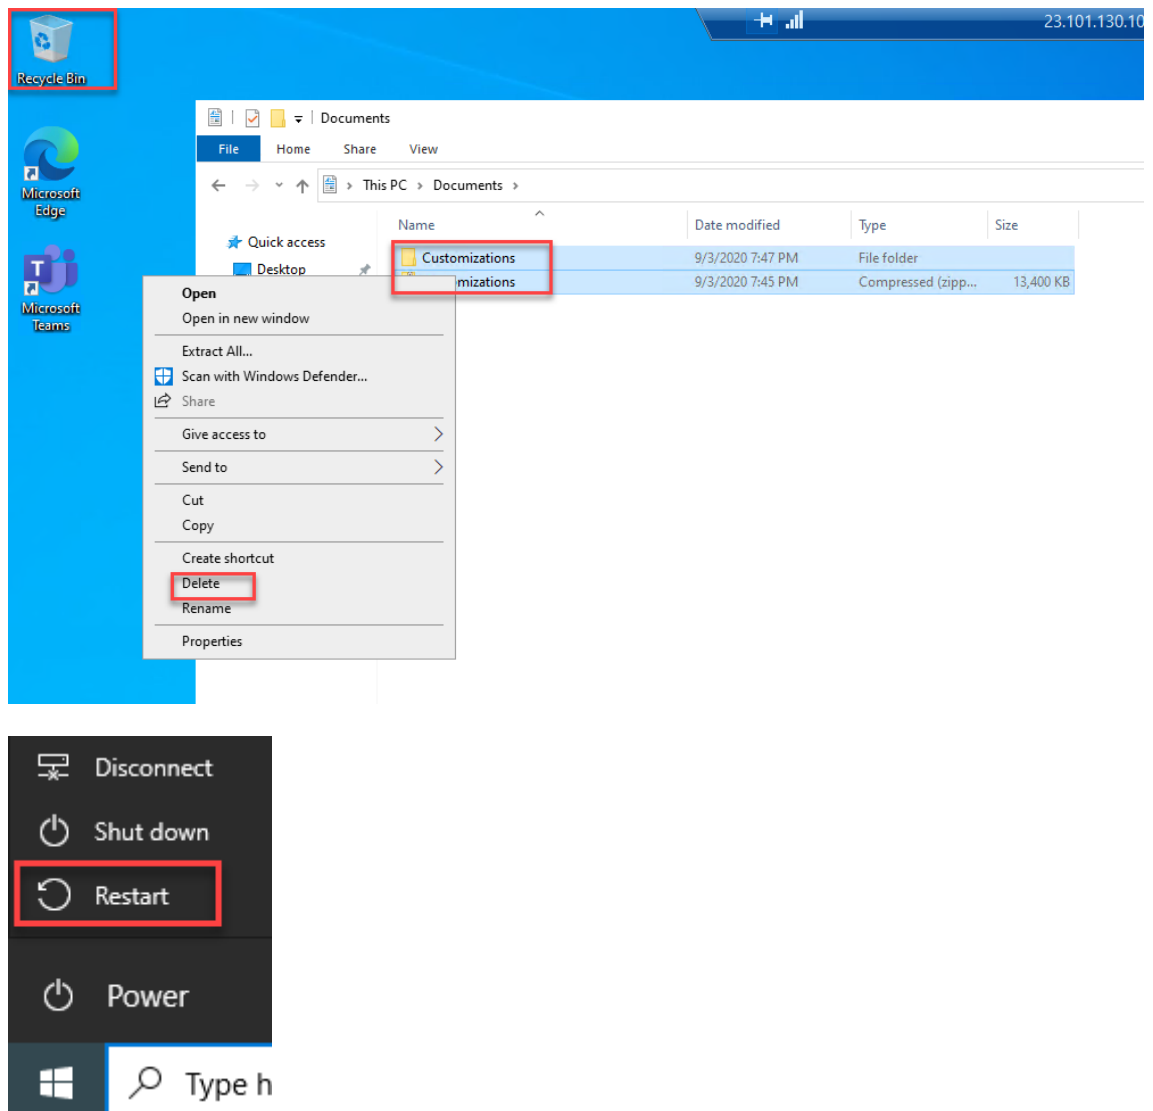 23.101.130.10
Recycle Bin
Documents
File Home Share View
Microsoft
Edge
This PC > Documents >
Name Date modified Type Size
Quick access
Customizations 9/3/2020 7:47 PM File folder
Desktop
mizations 9/3/2020 7:45 PM Compressed (zipp... 13,400 KB
Microsoft
Teams
Open
Open in new window
Extract All...
Scan with Windows Defender...
Share
Give access to
Send to
Cut
Copy
Create shortcut
Delete
Rename
Properties
Disconnect
Shut down
Restart
Power
Type h